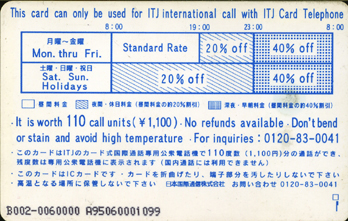 This card can only be used for ITJ international call with ITJ Card Telephone
8:00 19:00 23:00 8:00
月曜～金曜
Mon. thru Fri.
Standard Rate 20% off 40% off
土曜・日曜・祝日
Sat. Sun.
Holidays
20% off 40% off
昼間料金 夜間・休日料金(昼間料金の約20%割引) 深夜・早朝料金(昼間料金の約40%割引)
・It is worth 110 call units(¥1,100)・No refunds available・Don't bend
or stain and avoid high temperature・For inquiries:0120-83-0041
・このカードはITJのカード式国際通話専用公衆電話で110度数(1,100円)分の通話ができ、
残度数は専用公衆電話機に表示されます(国内通話には利用できません)
・このカードはICカードです・カードを折曲げたり、端子部分を汚したりしないで下さい
・高温となる場所に保管しないで下さい 日本国際通信株式会社 お問い合わせ0120-83-0041
B002-0060000 A95060001099